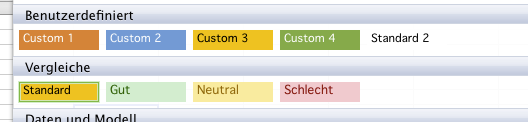 Benutzerdefiniert
Custom 1 Custom 2 Custom 3 Custom 4 Standard 2
Vergleiche
Standard Gut Neutral Schlecht
Daten und Modell